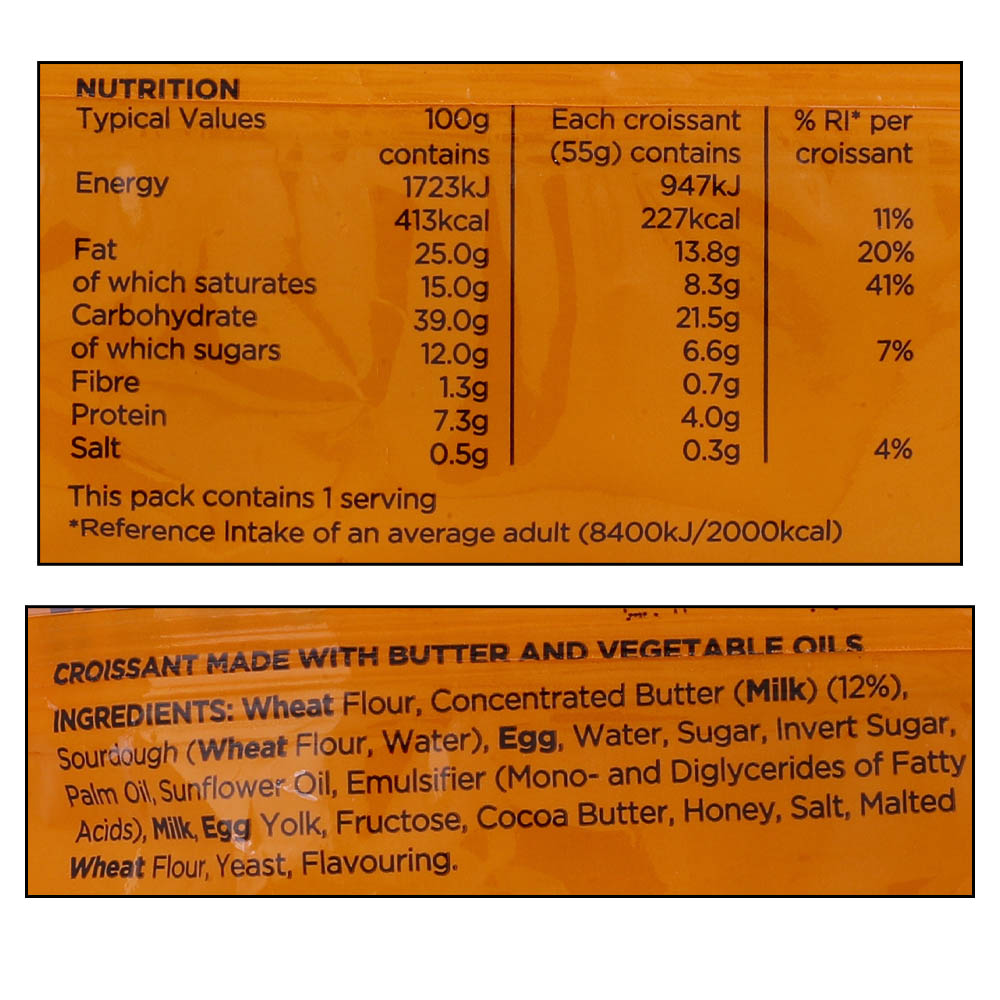 NUTRITION
Typical Values 100g Each croissant % RI* per
contains (55g) contains croissant
Energy 1723kJ 947kJ
413kcal 227kcal 11%
Fat 25.0g 13.8g 20%
of which saturates 15.0g 8.3g 41%
Carbohydrate 39.0g 21.5g
of which sugars 12.0g 6.6g 7%
Fibre 1.3g 0.7g
Protein 7.3g 4.0g
Salt 0.5g 0.3g 4%
This pack contains 1 serving
*Reference Intake of an average adult (8400kJ/2000kcal)
CROISSANT MADE WITH BUTTER AND VEGETABLE OILS
INGREDIENTS: Wheat Flour, Concentrated Butter (Milk) (12%),
Sourdough (Wheat Flour, Water), Egg, Water, Sugar, Invert Sugar,
Palm Oil, Sunflower Oil, Emulsifier (Mono- and Diglycerides of Fatty
Acids), Milk, Egg Yolk, Fructose, Cocoa Butter, Honey, Salt, Malted
Wheat Flour, Yeast, Flavouring.